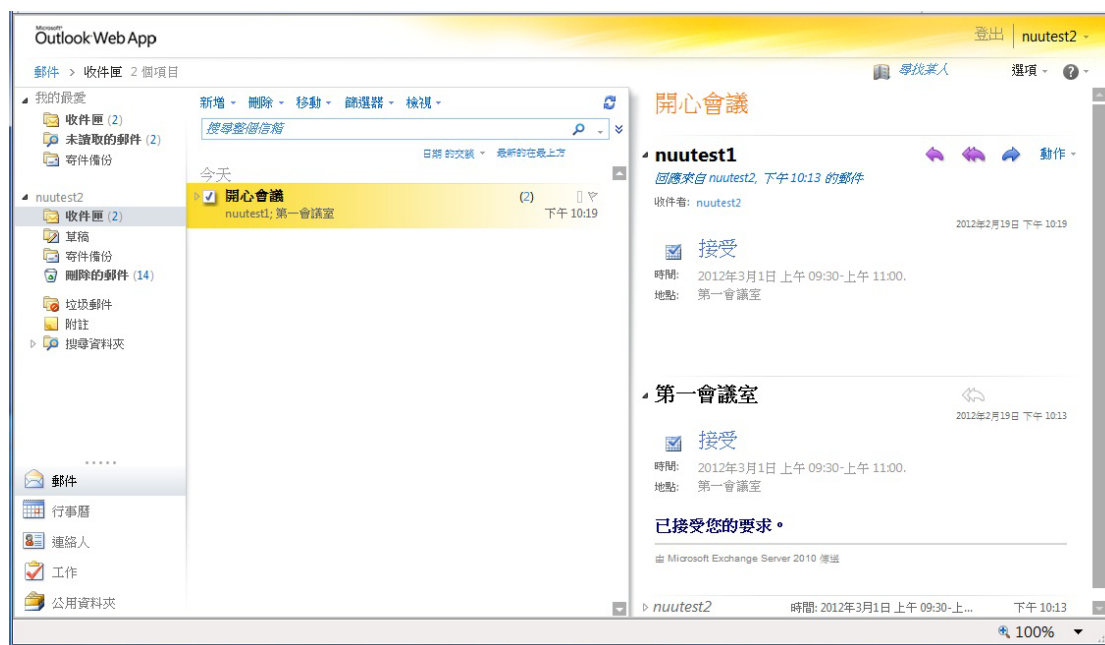 Microsoft®
Outlook Web App
登出 nuutest2
郵件 > 收件匣 2 個項目
尋找某人 選項
我的最愛
收件匣 (2)
未讀取的郵件 (2)
寄件備份
nuutest2
收件匣 (2)
草稿
寄件備份
刪除的郵件 (14)
垃圾郵件
附註
搜尋資料夾
郵件
行事曆
連絡人
工作
公用資料夾
新增 刪除 移動 篩選器 檢視
搜尋整個信箱
日期 的交談 最新的在最上方
今天
開心會議 (2)
nuutest1; 第一會議室 下午 10:19
開心會議
nuutest1 動作
回應來自 nuutest2, 下午 10:13 的郵件
收件者: nuutest2
2012年2月19日 下午 10:19
接受
時間: 2012年3月1日 上午 09:30-上午 11:00.
地點: 第一會議室
第一會議室
2012年2月19日 下午 10:13
接受
時間: 2012年3月1日 上午 09:30-上午 11:00.
地點: 第一會議室
已接受您的要求。
由 Microsoft Exchange Server 2010 傳送
nuutest2 時間: 2012年3月1日 上午 09:30-上... 下午 10:13
100%